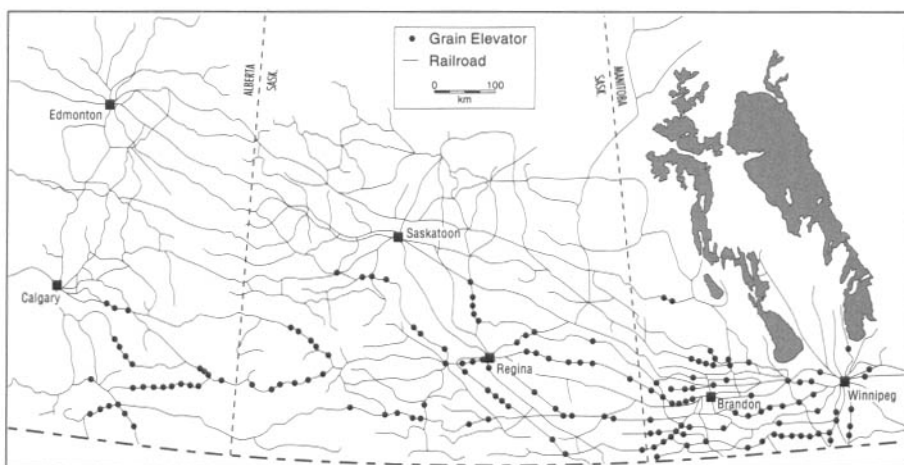 Grain Elevator
Railroad
0 100
km
ALBERTA
SASK.
SASK.
MANITOBA
Edmonton
Saskatoon
Calgary
Regina
Brandon
Winnipeg